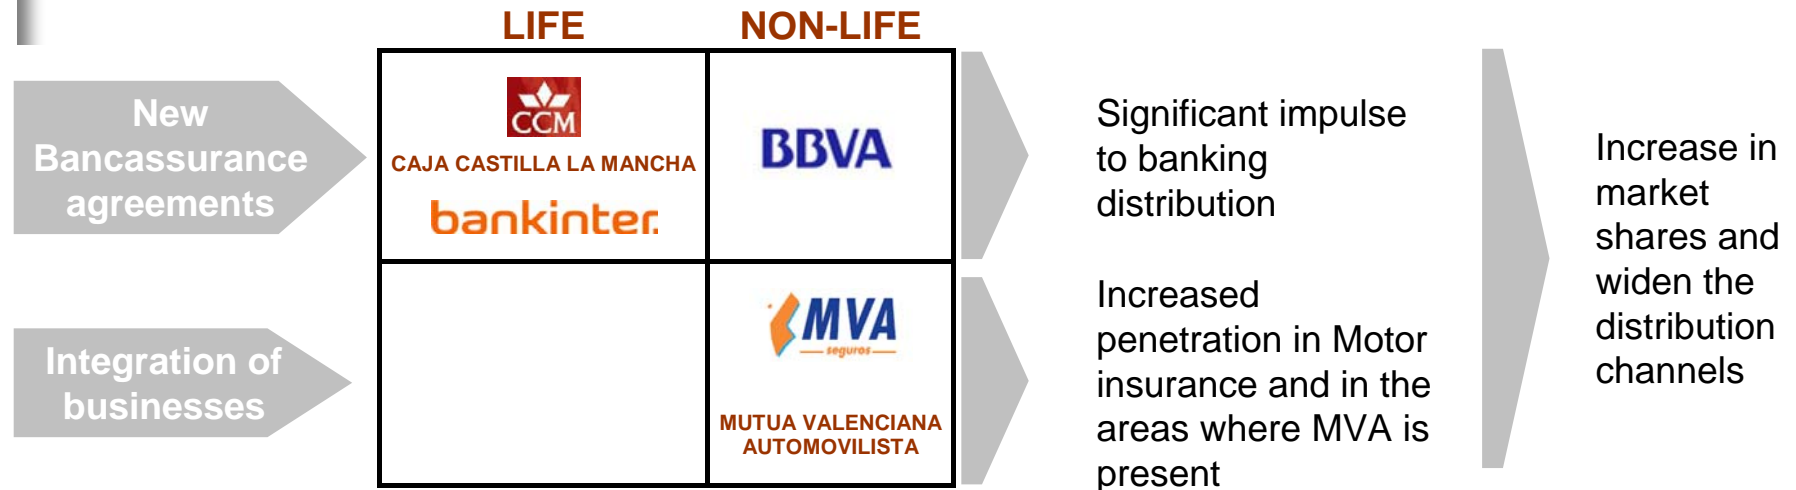 LIFE NON-LIFE
New
Bancassurance
agreements
CCM
CAJA CASTILLA LA MANCHA
bankinter.
BBVA
Significant impulse
to banking
distribution
Integration of
businesses
MVA
seguros
MUTUA VALENCIANA
AUTOMOVILISTA
Increased
penetration in Motor
insurance and in the
areas where MVA is
present
Increase in
market
shares and
widen the
distribution
channels